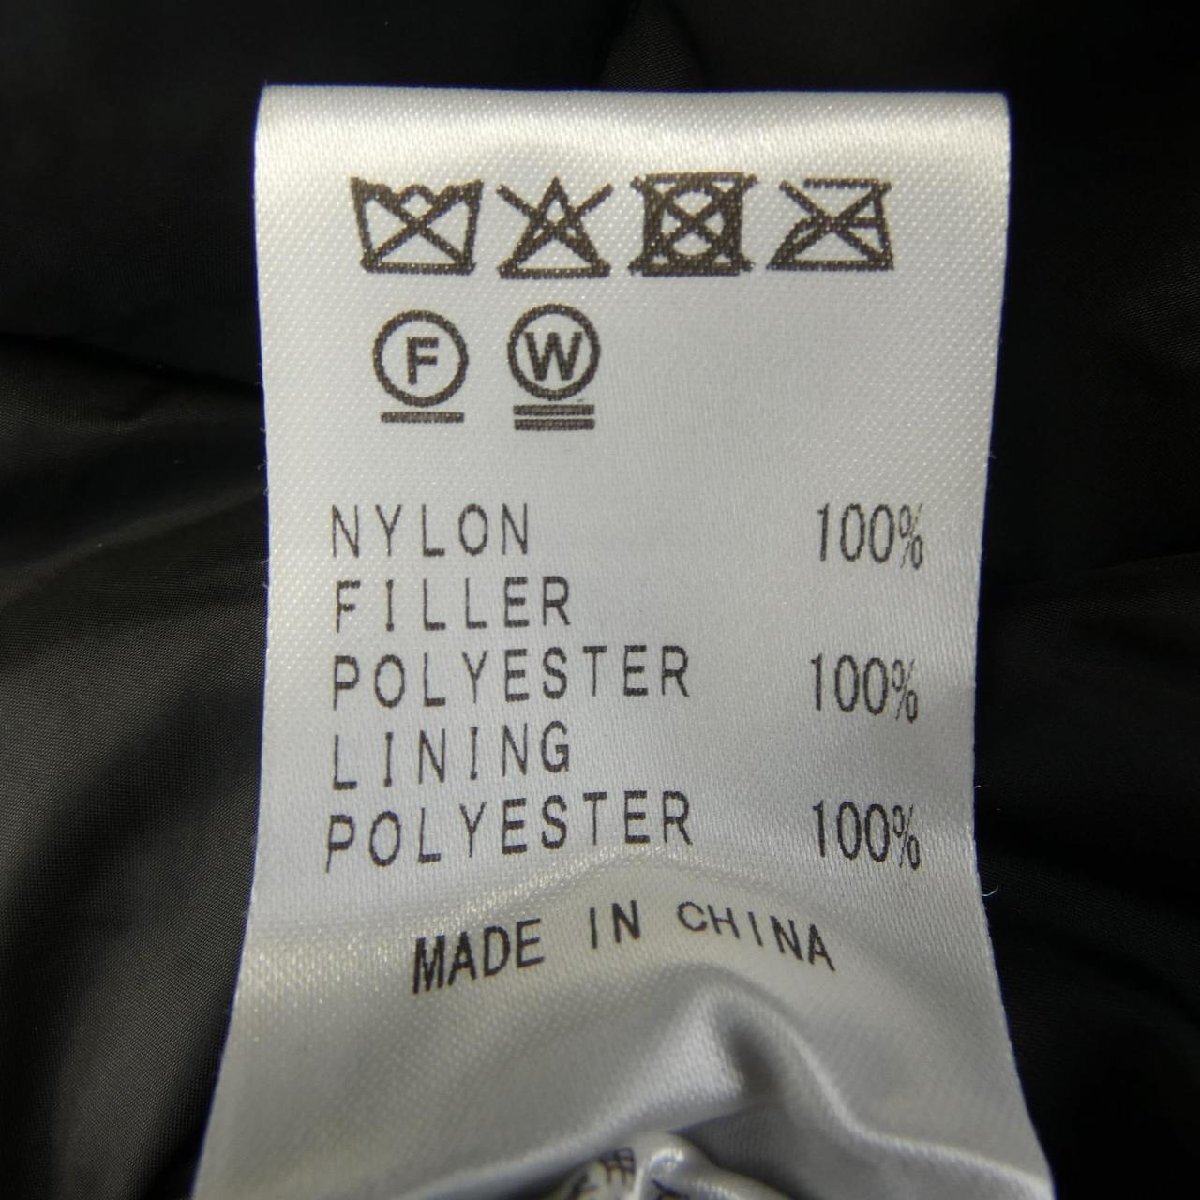 F W
NYLON 100%
FILLER
POLYESTER 100%
LINING
POLYESTER 100%
MADE IN CHINA